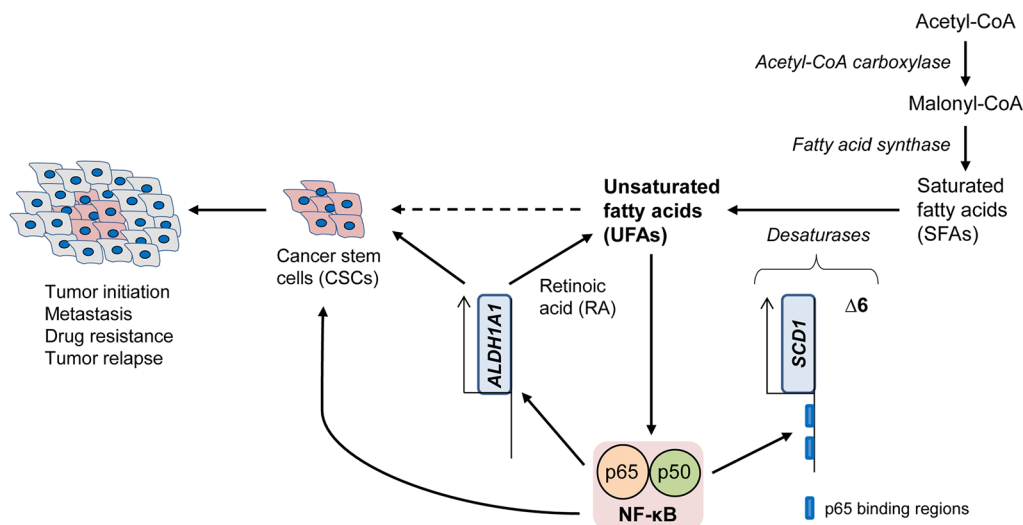 Acetyl-CoA
Acetyl-CoA carboxylase
Malonyl-CoA
Fatty acid synthase
Saturated
fatty acids
(SFAs)
Unsaturated
fatty acids
(UFAs)
Desaturases
Cancer stem
cells (CSCs)
Retinoic
acid (RA)
Tumor initiation
Metastasis
Drug resistance
Tumor relapse
ALDH1A1
SCD1
Δ6
p65
p50
NF-κB
p65 binding regions